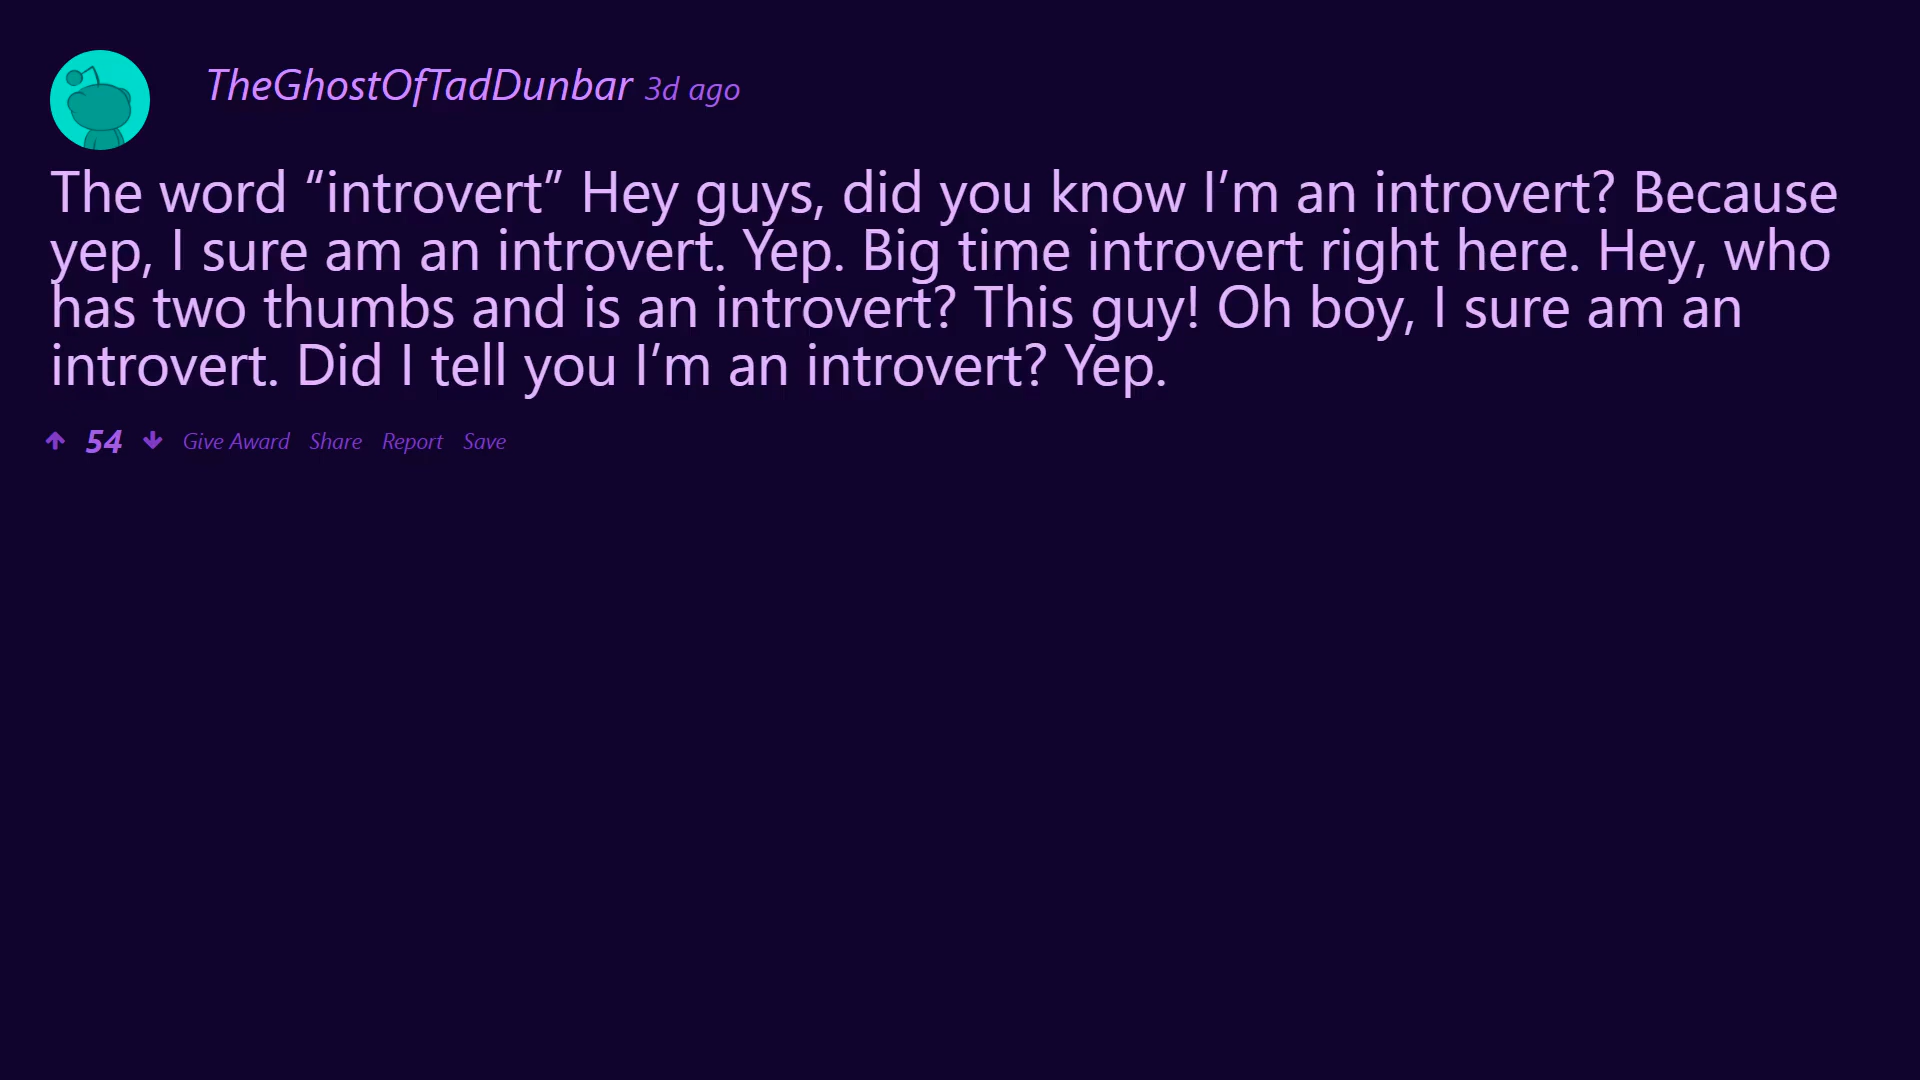 TheGhostOfTadDunbar 3d ago
The word “introvert” Hey guys, did you know I’m an introvert? Because
yep, I sure am an introvert. Yep. Big time introvert right here. Hey, who
has two thumbs and is an introvert? This guy! Oh boy, I sure am an
introvert. Did I tell you I’m an introvert? Yep.
54 Give Award Share Report Save